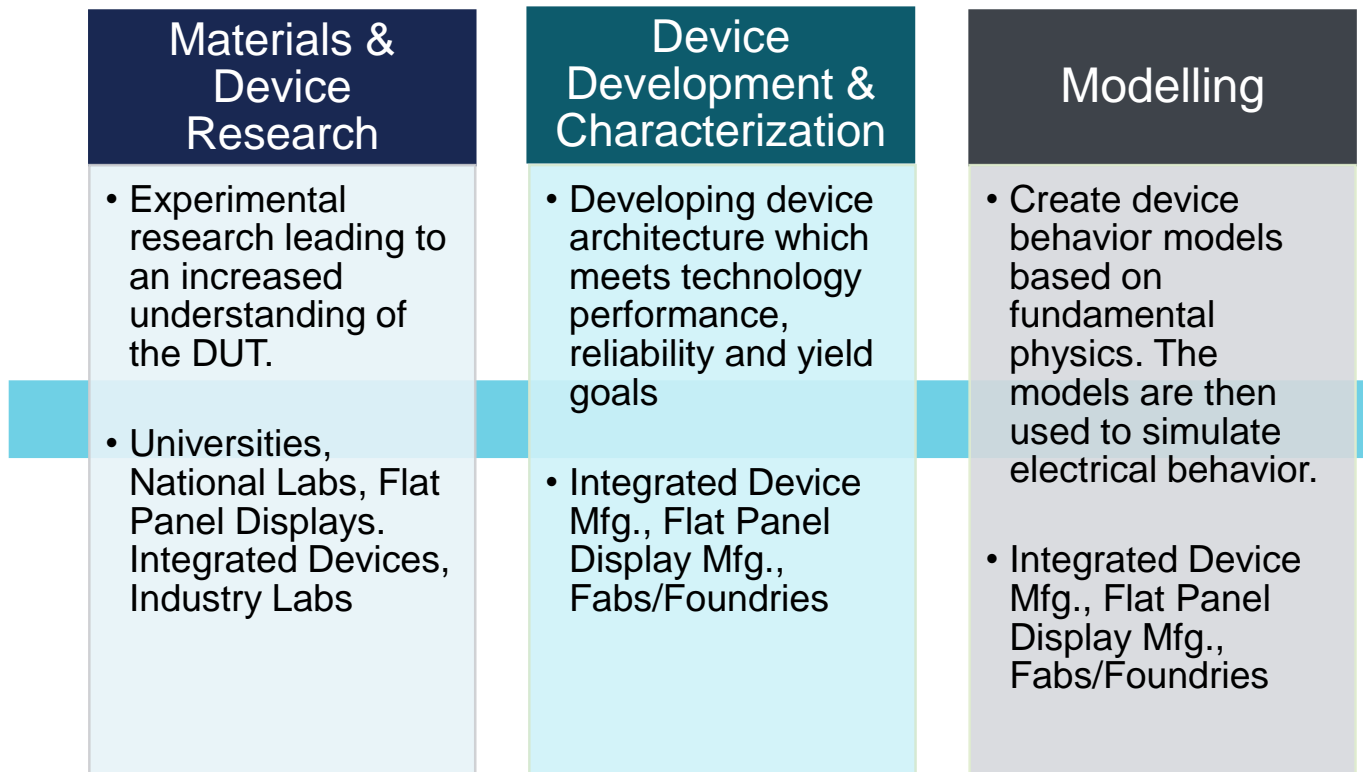 Materials &
Device
Research
• Experimental
research leading to
an increased
understanding of
the DUT.
• Universities,
National Labs, Flat
Panel Displays.
Integrated Devices,
Industry Labs
Device
Development &
Characterization
• Developing device
architecture which
meets technology
performance,
reliability and yield
goals
• Integrated Device
Mfg., Flat Panel
Display Mfg.,
Fabs/Foundries
Modelling
• Create device
behavior models
based on
fundamental
physics. The
models are then
used to simulate
electrical behavior.
• Integrated Device
Mfg., Flat Panel
Display Mfg.,
Fabs/Foundries